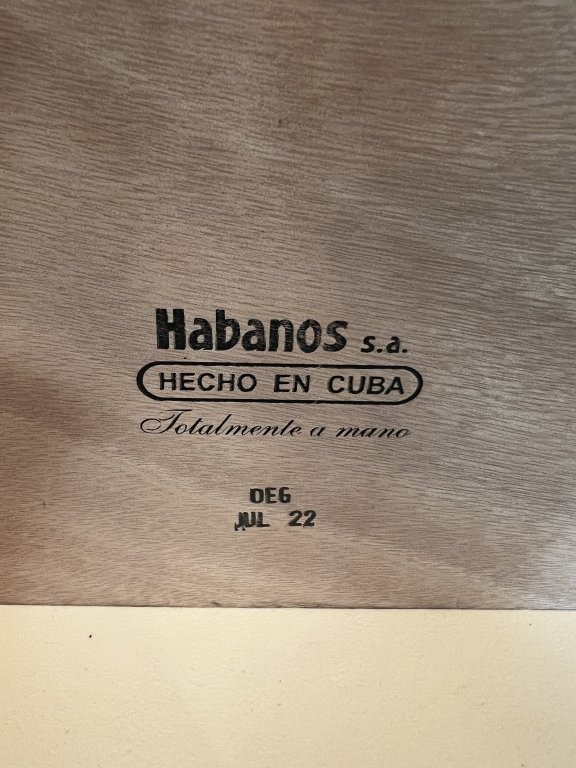 Habanos s.a.
HECHO EN CUBA
Totalmente a mano
OEG
JUL 22